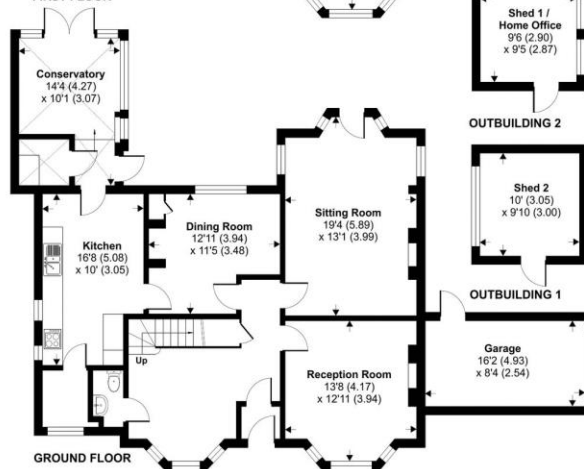 Conservatory
14'4 (4.27)
x 10'1 (3.07)
Shed 1 /
Home Office
9'6 (2.90)
x 9'5 (2.87)
OUTBUILDING 2
Shed 2
10' (3.05)
x 9'10 (3.00)
OUTBUILDING 1
Kitchen
16'8 (5.08)
x 10' (3.05)
Dining Room
12'11 (3.94)
x 11'5 (3.48)
Sitting Room
19'4 (5.89)
x 13'1 (3.99)
Up
Reception Room
13'8 (4.17)
x 12'11 (3.94)
Garage
16'2 (4.93)
x 8'4 (2.54)
GROUND FLOOR